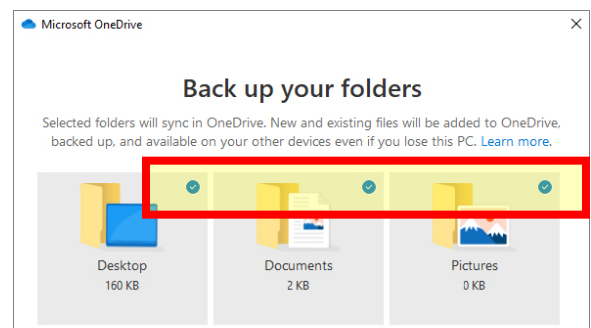 Microsoft OneDrive
Back up your folders
Selected folders will sync in OneDrive. New and existing files will be added to OneDrive,
backed up, and available on your other devices even if you lose this PC. Learn more.
Desktop Documents Pictures
160 KB 2 KB 0 KB